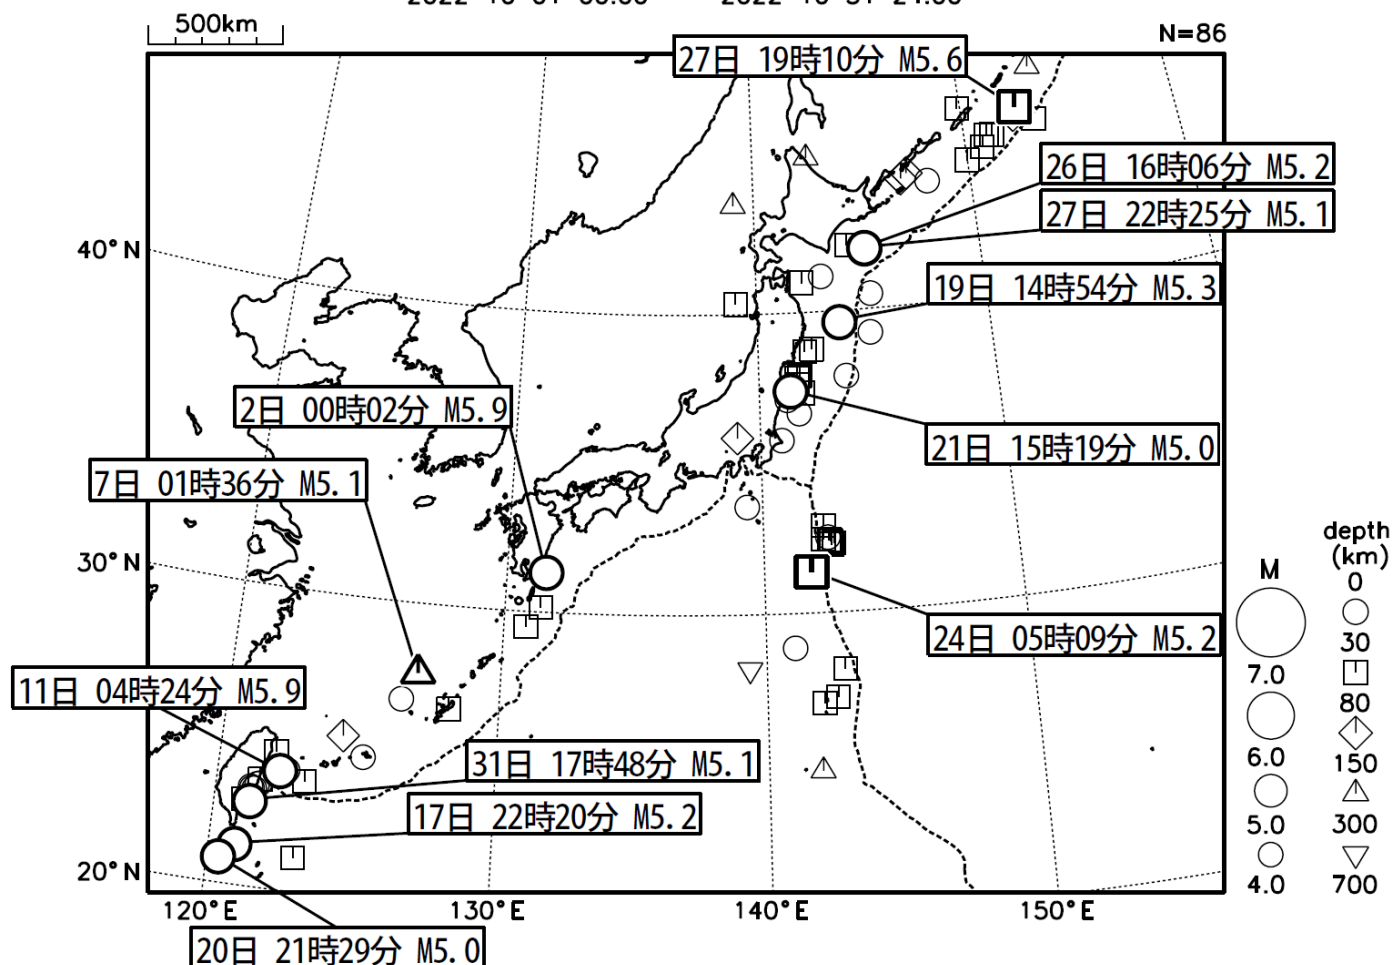 500km
N=86
27日 19時10分 M5.6
26日 16時06分 M5.2
27日 22時25分 M5.1
40°N
19日 14時54分 M5.3
2日 00時02分 M5.9
21日 15時19分 M5.0
7日 01時36分 M5.1
30°N
24日 05時09分 M5.2
11日 04時24分 M5.9
31日 17時48分 M5.1
17日 22時20分 M5.2
20°N
120°E
130°E
140°E
150°E
20日 21時29分 M5.0
M
7.0
6.0
5.0
4.0
depth
(km)
0
30
80
150
300
700